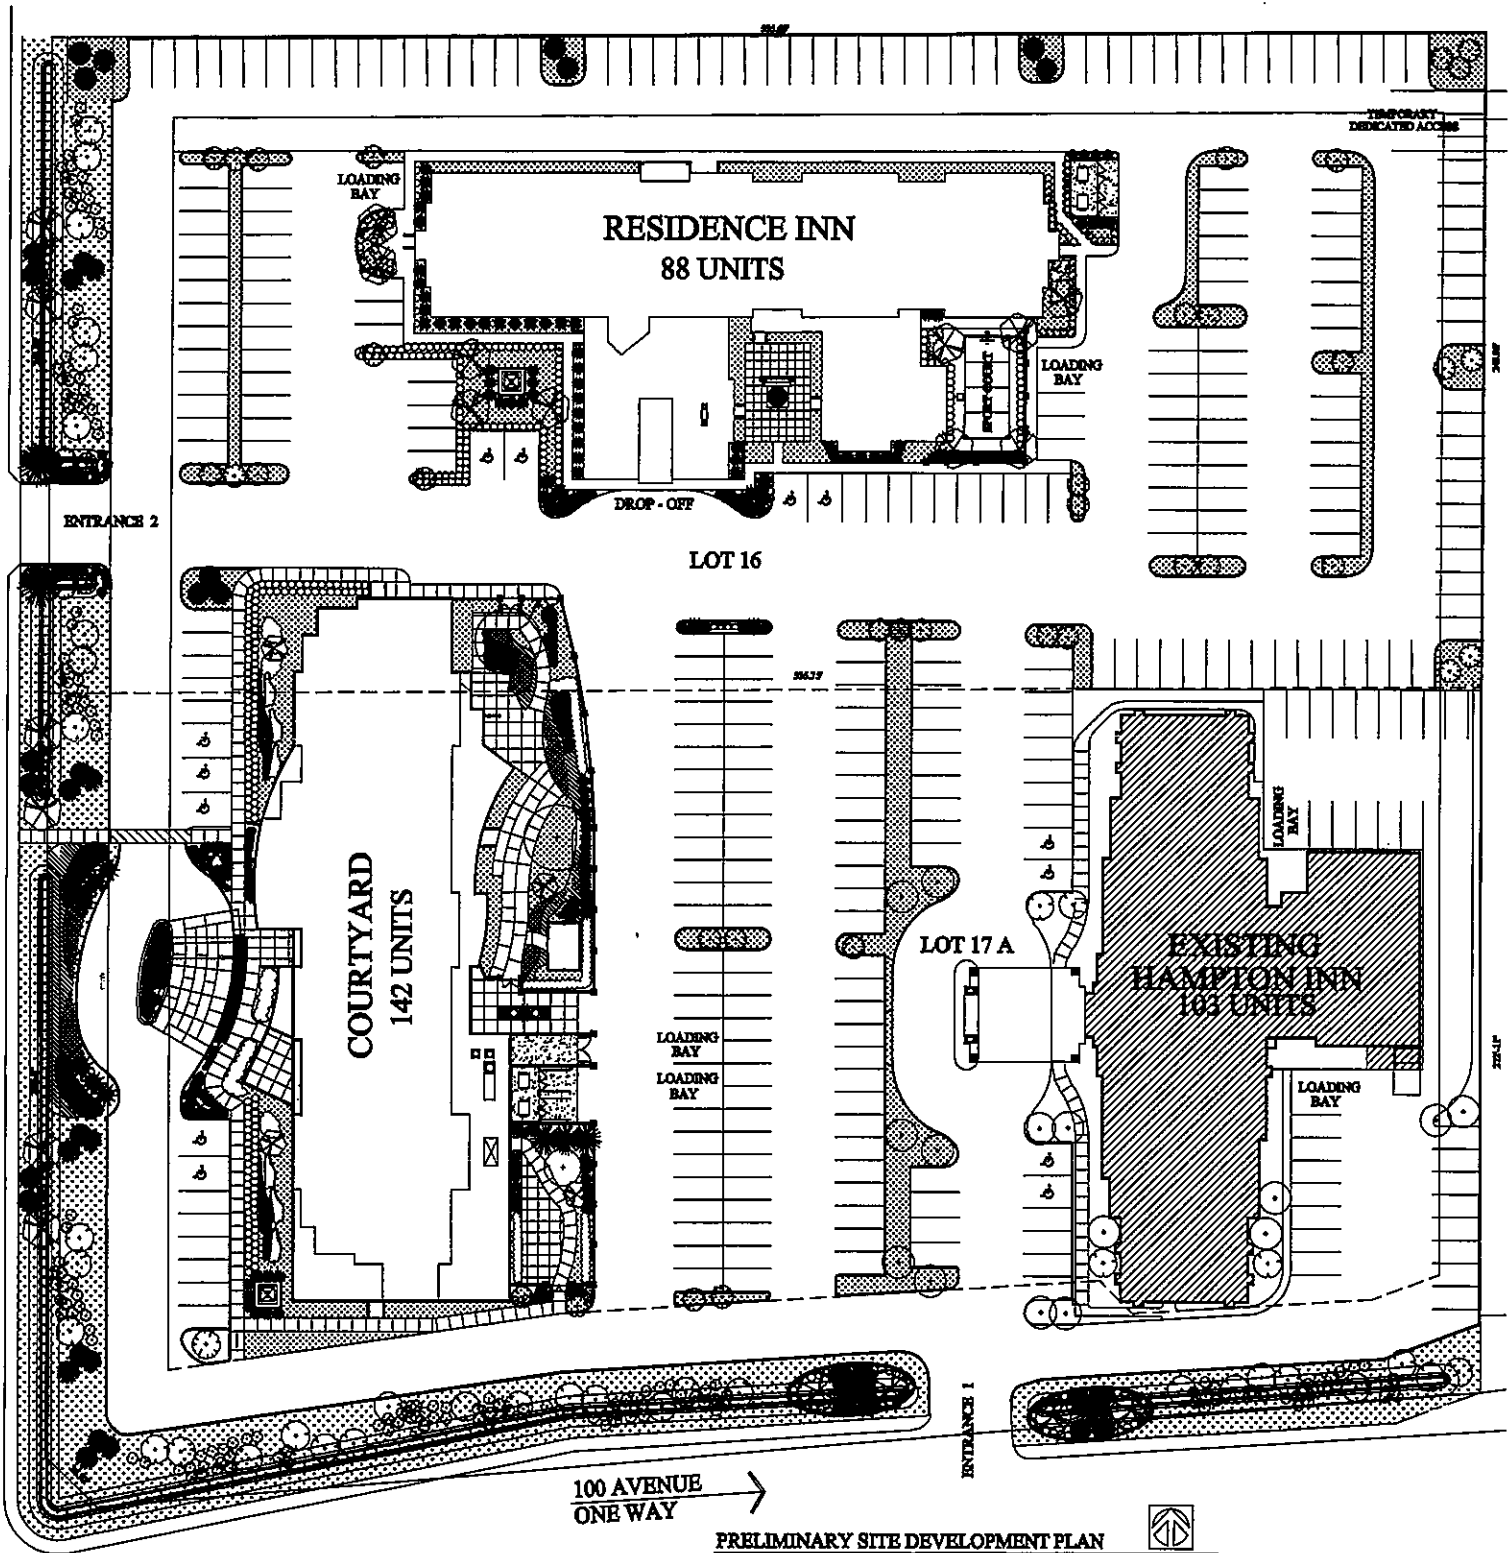 TEMPORARY
DEDICATED ACCESS
LOADING
BAY
RESIDENCE INN
88 UNITS
LOADING
BAY
SPORT COURT
ENTRANCE 2
DROP - OFF
LOT 16
COURTYARD
142 UNITS
LOADING
BAY
LOT 17 A
EXISTING
HAMPTON INN
103 UNITS
LOADING
BAY
LOADING
BAY
LOADING
BAY
ENTRANCE 1
100 AVENUE
ONE WAY
PRELIMINARY SITE DEVELOPMENT PLAN